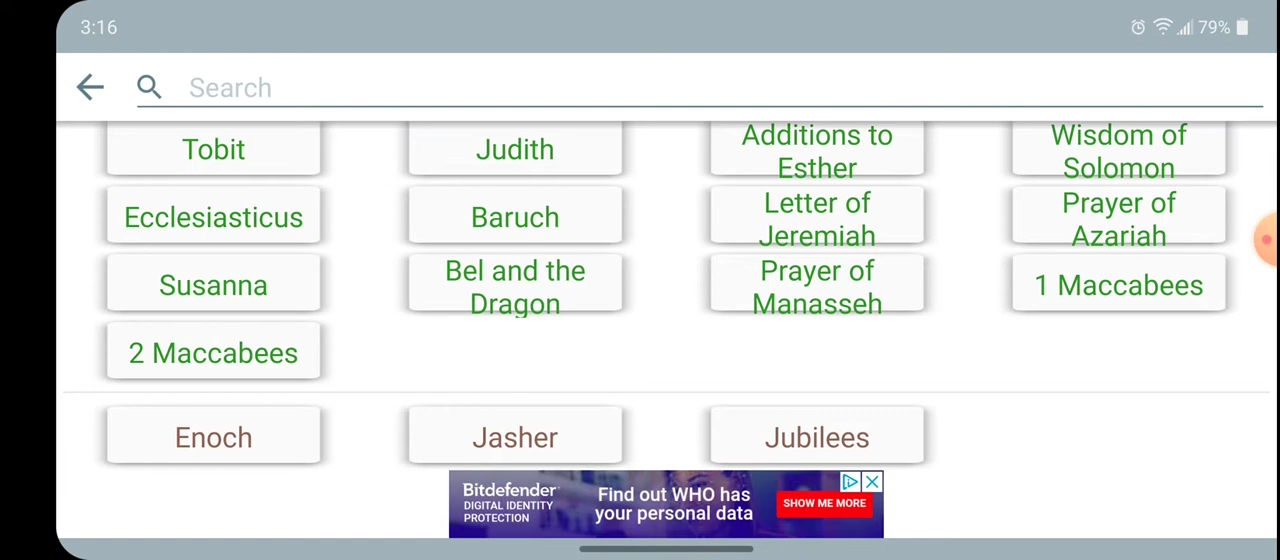 3:16
79%
Search
Tobit
Judith
Additions to
Esther
Wisdom of
Solomon
Ecclesiasticus
Baruch
Letter of
Jeremiah
Prayer of
Azariah
Susanna
Bel and the
Dragon
Prayer of
Manasseh
1 Maccabees
2 Maccabees
Enoch
Jasher
Jubilees
Bitdefender
DIGITAL IDENTITY
PROTECTION
Find out WHO has
your personal data
SHOW ME MORE